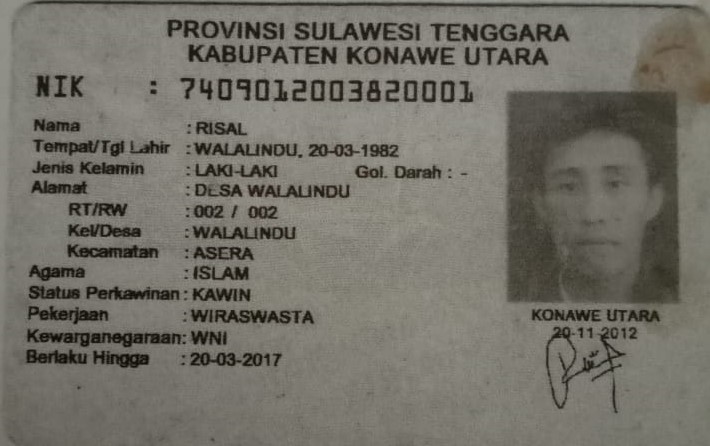 PROVINSI SULAWESI TENGGARA
KABUPATEN KONAWE UTARA
NIK : 7409012003820001
Nama : RISAL
Tempat/Tgl Lahir : WALALINDU, 20-03-1982
Jenis Kelamin : LAKI-LAKI Gol. Darah : -
Alamat : DESA WALALINDU
RT/RW : 002 / 002
Kel/Desa : WALALINDU
Kecamatan : ASERA
Agama : ISLAM
Status Perkawinan : KAWIN
Pekerjaan : WIRASWASTA
Kewarganegaraan: WNI
Berlaku Hingga : 20-03-2017
KONAWE UTARA
20-11-2012